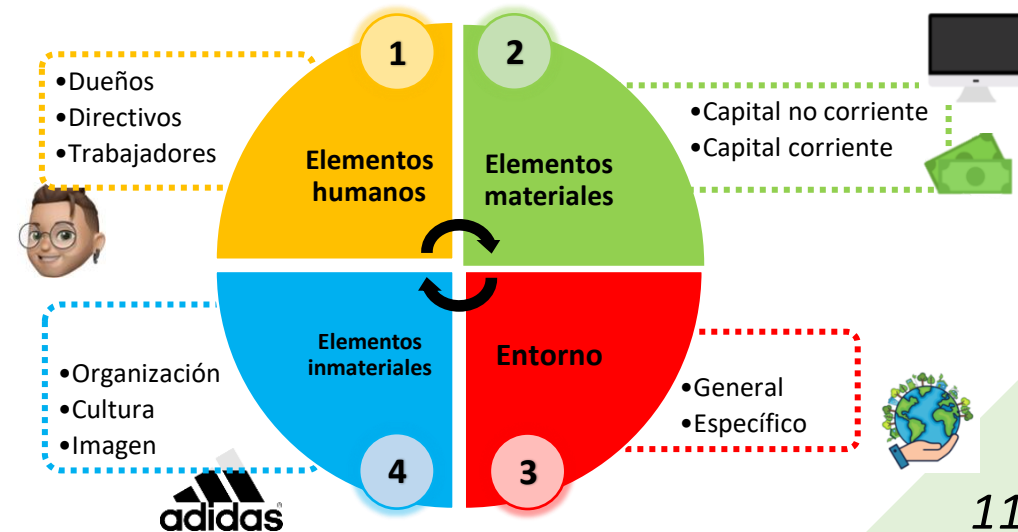 1
•Dueños
•Directivos
•Trabajadores
Elementos
humanos
2
Elementos
materiales
•Capital no corriente
•Capital corriente
Elementos
inmateriales
•Organización
•Cultura
•Imagen
4
adidas
Entorno
•General
•Específico
3
11